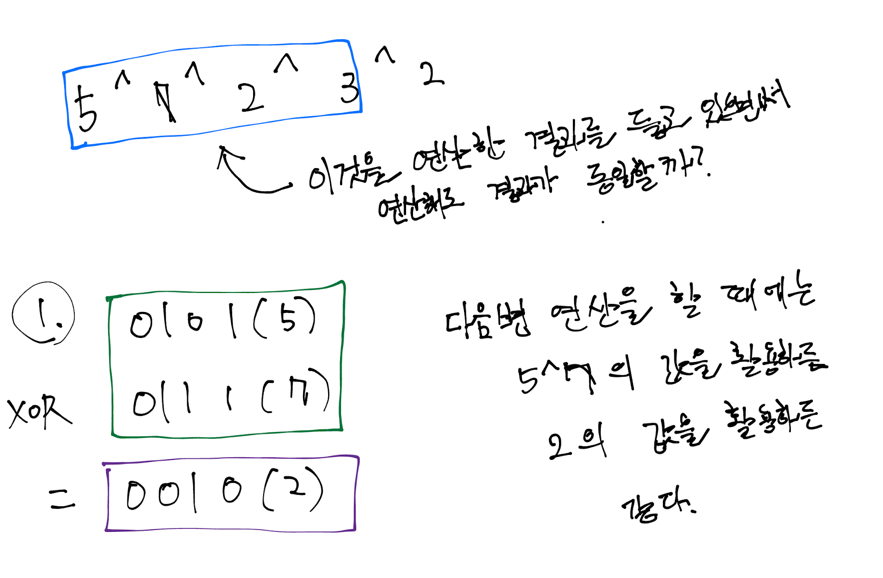 5 ^ 7 ^ 2 ^ 3 ^ 2
이것을 연산한 결과를 들고 있으면서
연산해도 결과가 동일할까?
1.
0101(5)
XOR 0111(7)
= 0010(2)
다음번 연산을 할 때에는
5^7의 값을 활용하든
2의 값을 활용하든
같다.